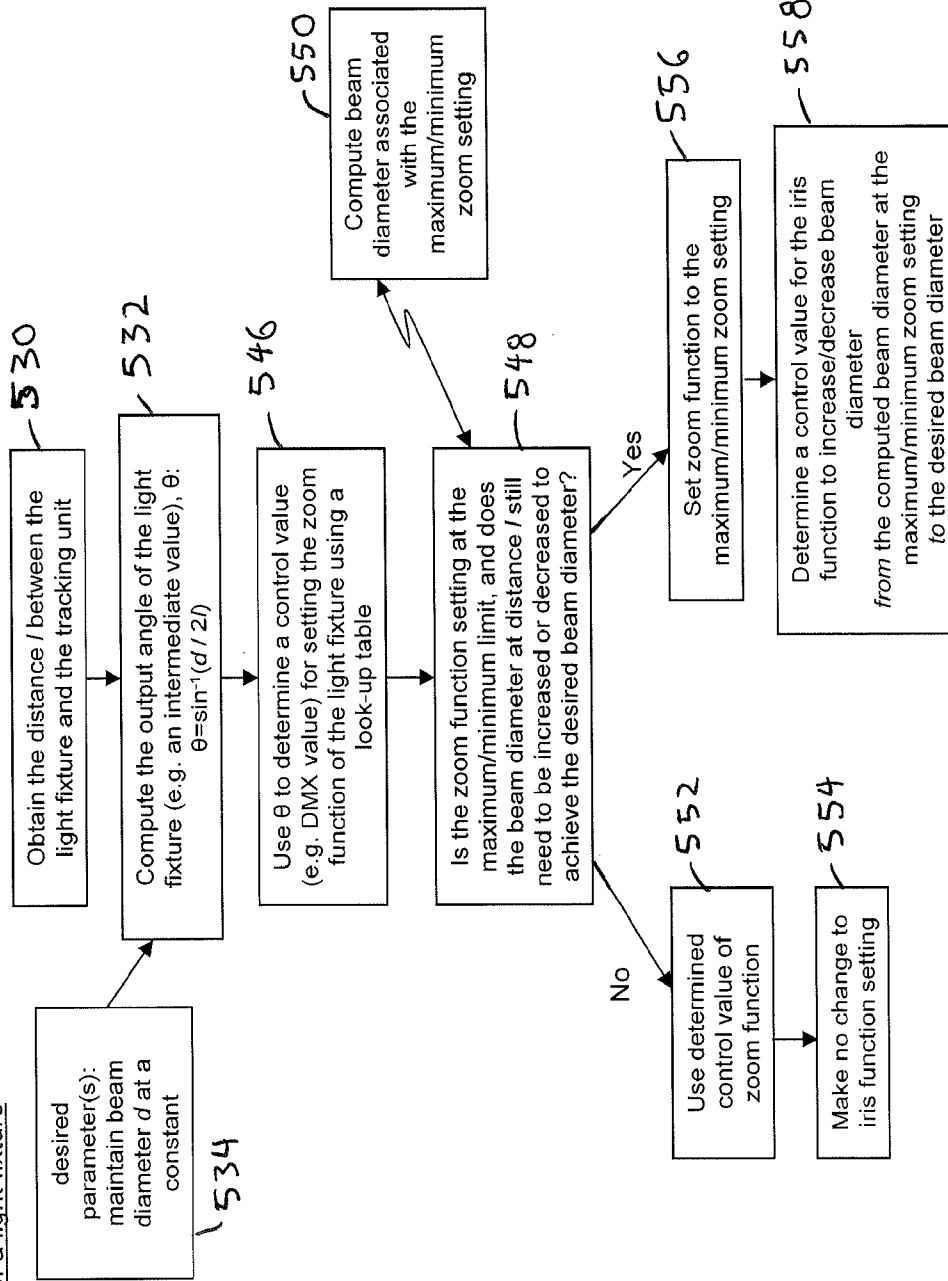 n a light fixture
530
Obtain the distance l between the
light fixture and the tracking unit
532
Compute the output angle of the light
fixture (e.g. an intermediate value), θ:
θ=sin⁻¹(d / 2l)
desired
parameter(s):
maintain beam
diameter d at a
constant
534
546
Use θ to determine a control value
(e.g. DMX value) for setting the zoom
function of the light fixture using a
look-up table
550
Compute beam
diameter associated
with the
maximum/minimum
zoom setting
548
Is the zoom function setting at the
maximum/minimum limit, and does
the beam diameter at distance l still
need to be increased or decreased to
achieve the desired beam diameter?
No
Yes
552
Use determined
control value of
zoom function
554
Make no change to
iris function setting
556
Set zoom function to the
maximum/minimum zoom setting
558
Determine a control value for the iris
function to increase/decrease beam
diameter
from the computed beam diameter at the
maximum/minimum zoom setting
to the desired beam diameter